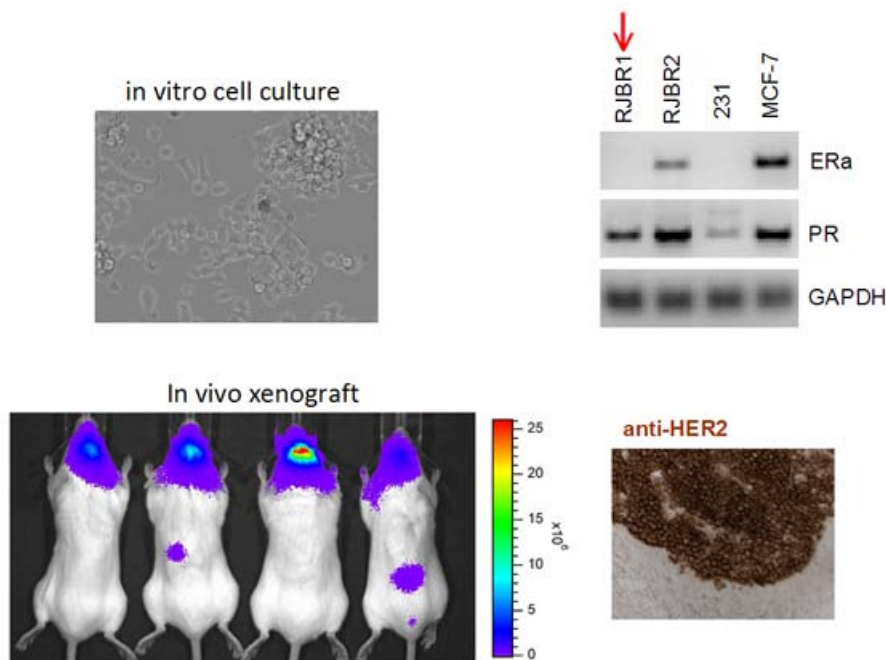 in vitro cell culture
RJBR1
RJBR2
231
MCF-7
ERa
PR
GAPDH
In vivo xenograft
25
20
15
10
5
0
x10⁶
anti-HER2